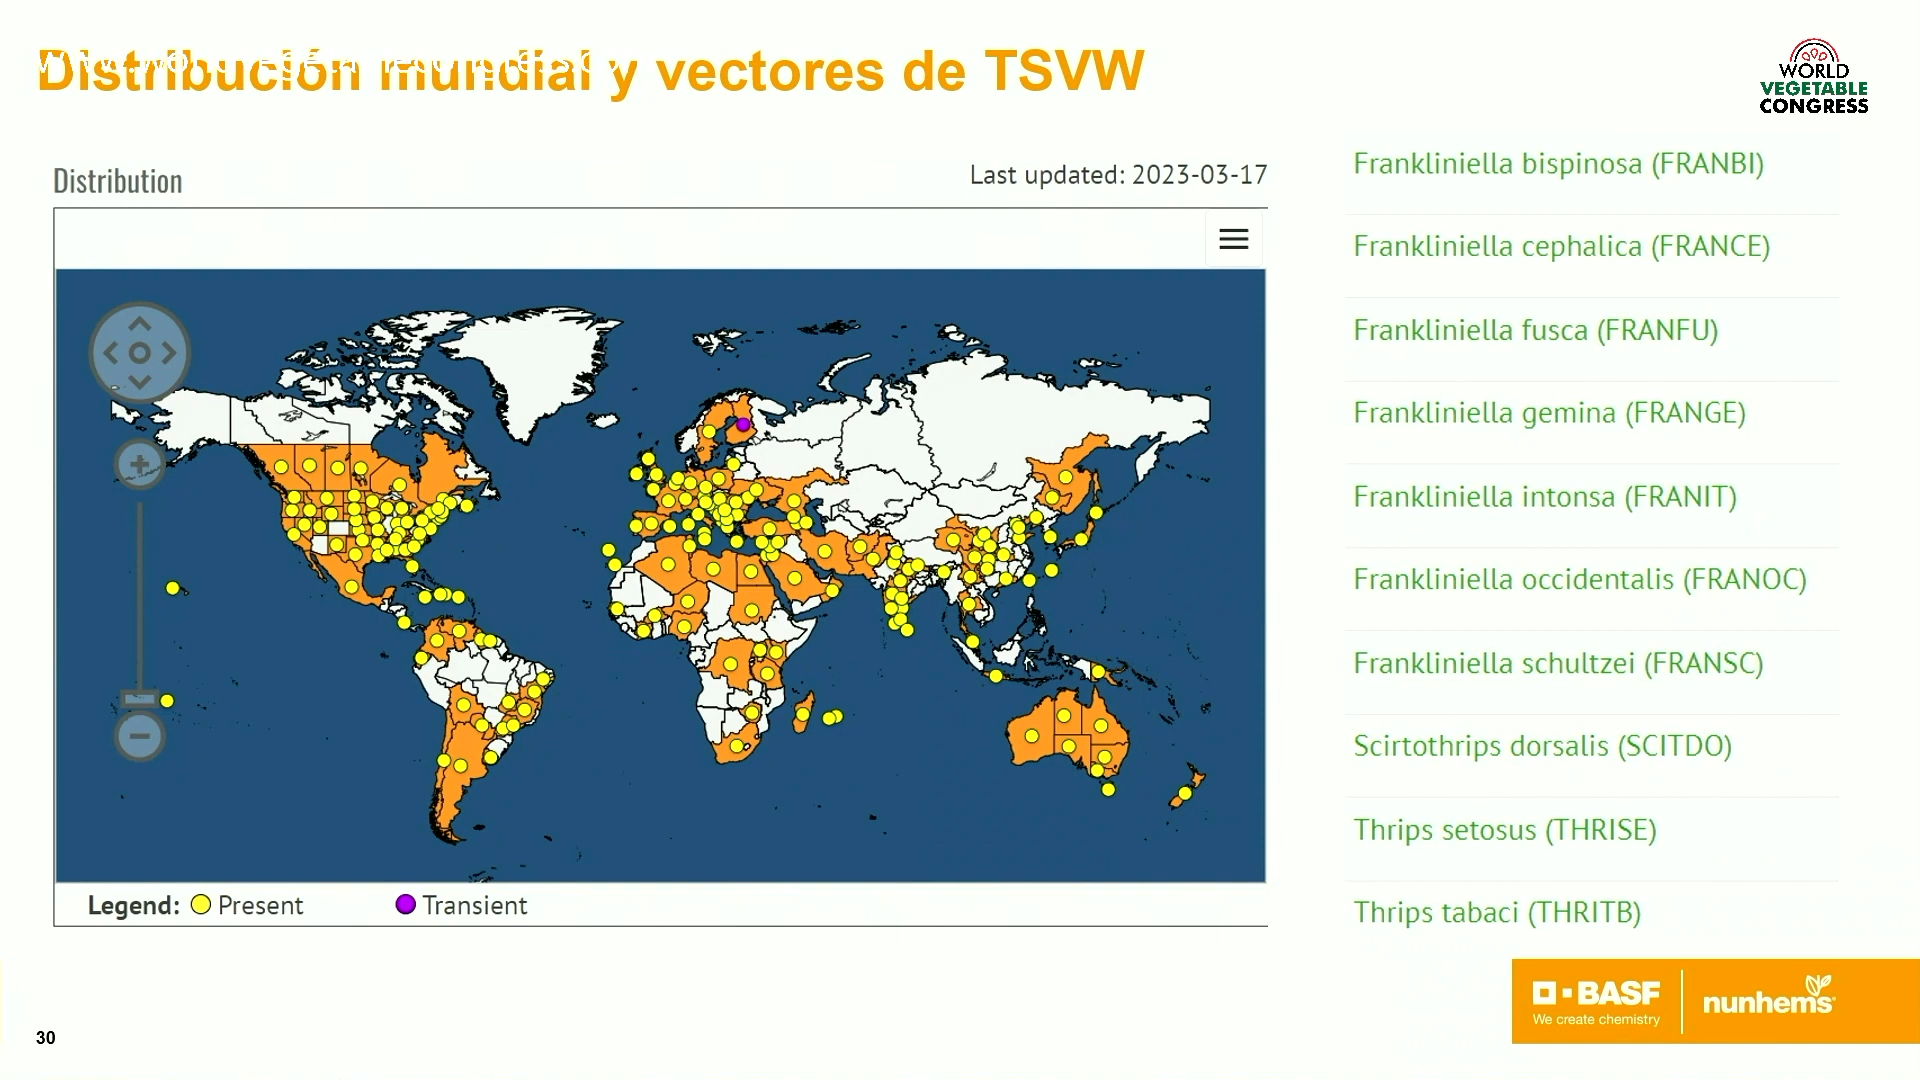 Distribución mundial y vectores de TSVW
WORLD
VEGETABLE
CONGRESS
Distribution
Last updated: 2023-03-17
Legend: Present Transient
Frankliniella bispinosa (FRANBI)
Frankliniella cephalica (FRANCE)
Frankliniella fusca (FRANFU)
Frankliniella gemina (FRANGE)
Frankliniella intonsa (FRANIT)
Frankliniella occidentalis (FRANOC)
Frankliniella schultzei (FRANSC)
Scirtothrips dorsalis (SCITDO)
Thrips setosus (THRISE)
Thrips tabaci (THRITB)
BASF
We create chemistry
nunhems
30